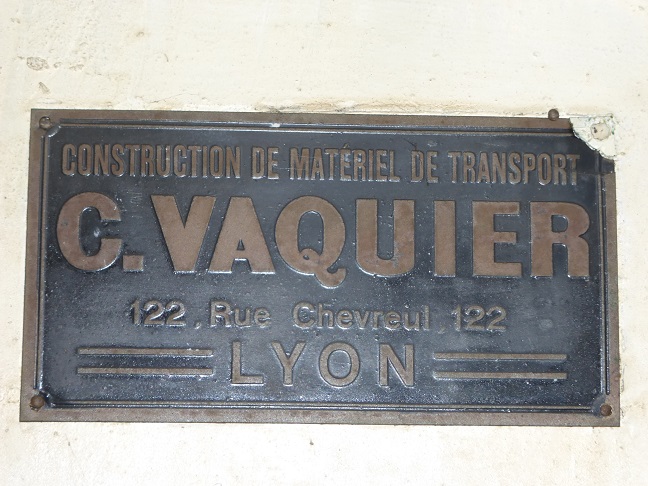 CONSTRUCTION DE MATÉRIEL DE TRANSPORT
C. VAQUIER
122, Rue Chevreul, 122
LYON